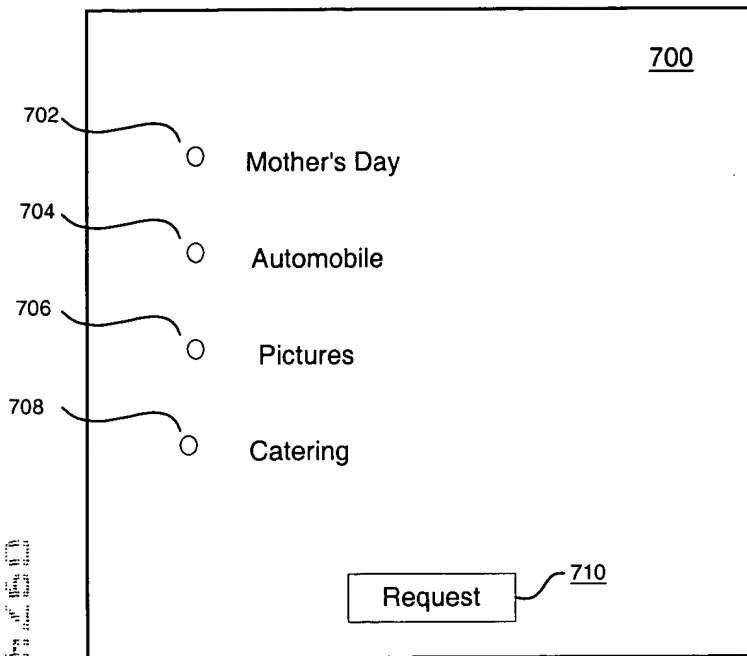 700
702
Mother's Day
704
Automobile
706
Pictures
708
Catering
Request
710